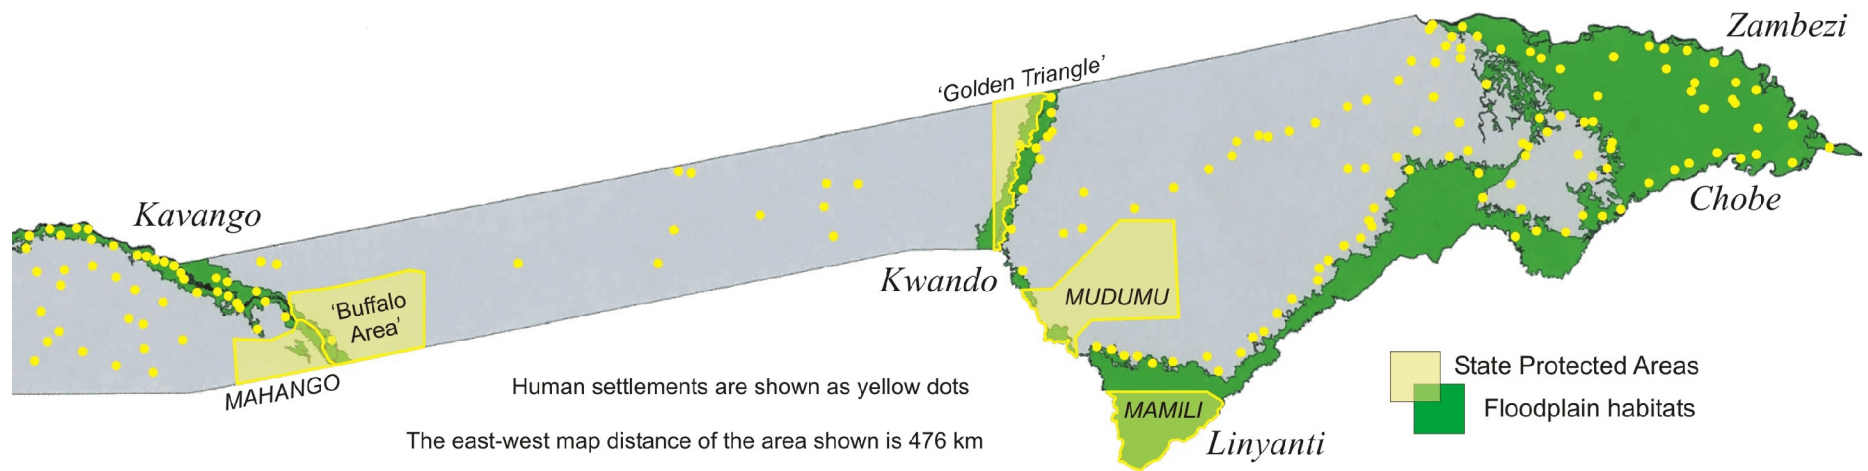 Zambezi
'Golden Triangle'
Kavango
Chobe
Kwando
MUDUMU
'Buffalo
Area'
State Protected Areas
MAHANGO
Human settlements are shown as yellow dots
MAMILI
Floodplain habitats
The east-west map distance of the area shown is 476 km
Linyanti